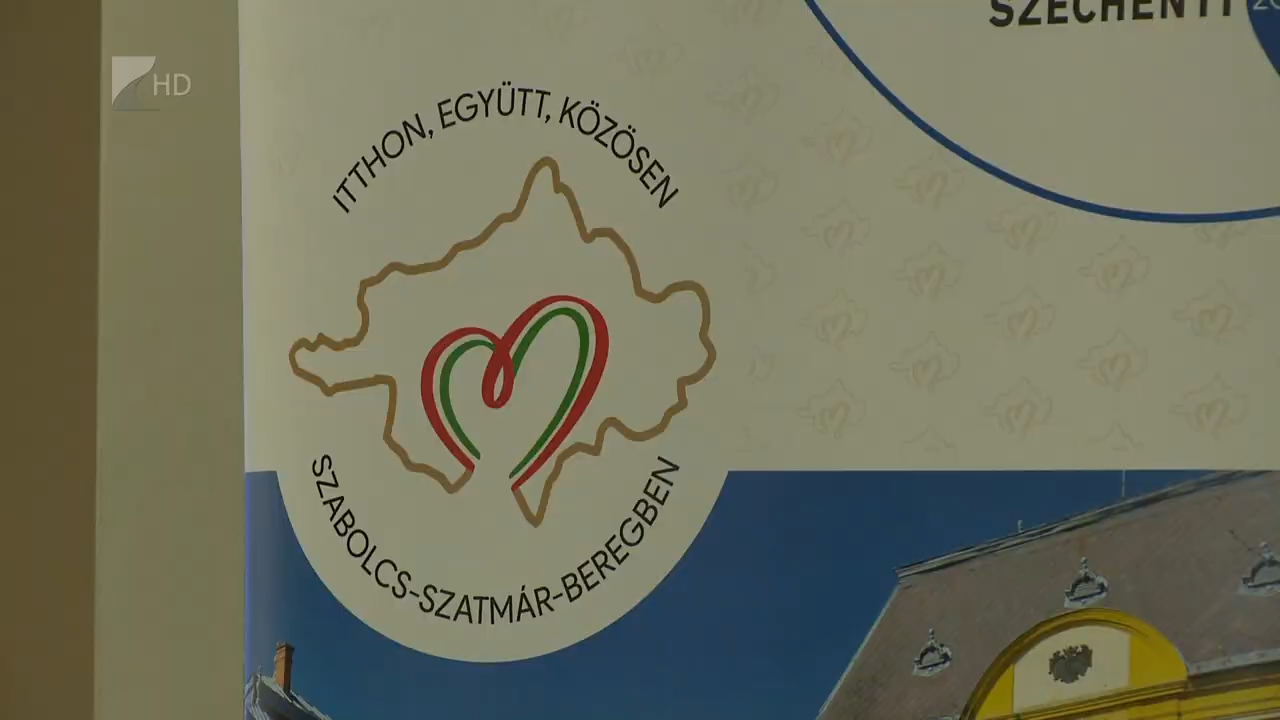 SZÉCHENYI
HD
ITTHON, EGYÜTT, KÖZÖSEN
SZABOLCS-SZATMÁR-BEREGBEN